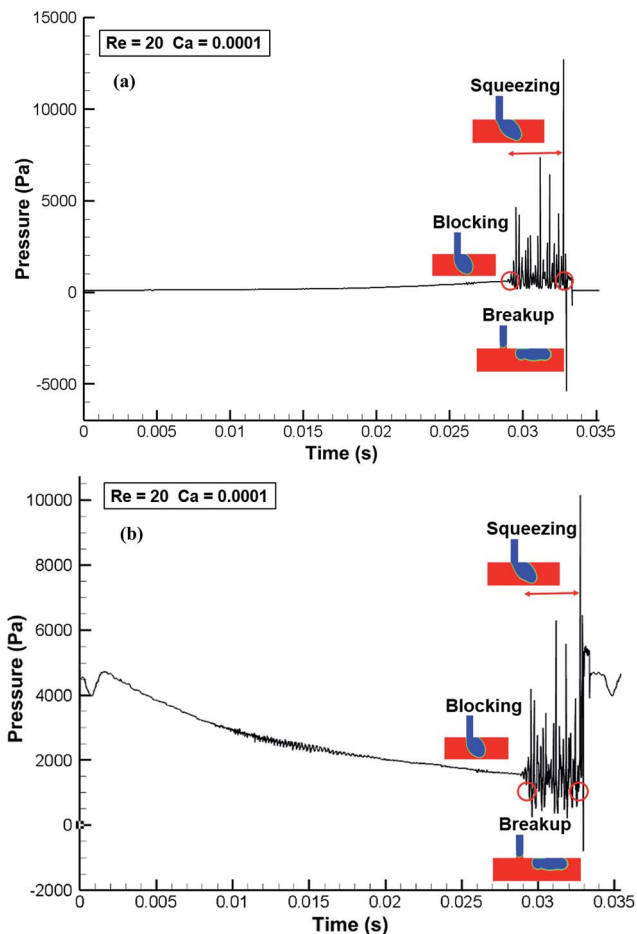 15000
Re = 20 Ca = 0.0001
(a)
Squeezing
10000
Pressure (Pa)
5000
Blocking
0
Breakup
-5000
0 0.005 0.01 0.015 0.02 0.025 0.03 0.035
Time (s)
10000
Re = 20 Ca = 0.0001
(b)
Squeezing
8000
Pressure (Pa)
6000
4000
Blocking
2000
0
Breakup
-2000
0 0.005 0.01 0.015 0.02 0.025 0.03 0.035
Time (s)